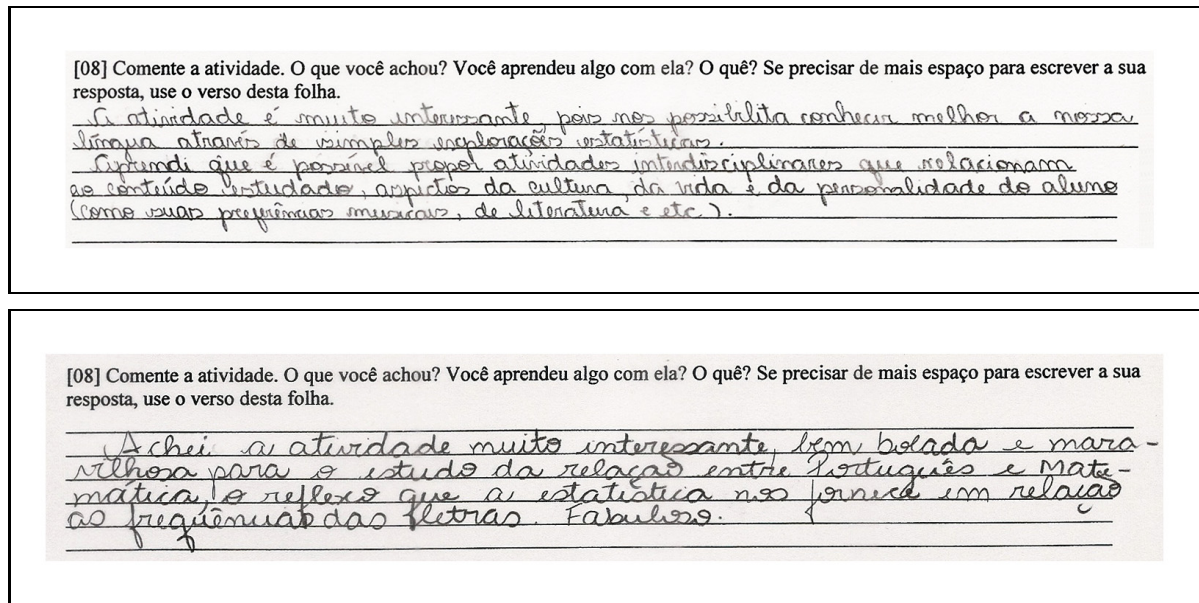 [08] Comente a atividade. O que você achou? Você aprendeu algo com ela? O quê? Se precisar de mais espaço para escrever a sua
resposta, use o verso desta folha.
A atividade é muito interessante, pois nos possibilita conhecer melhor a nossa
língua através de simples explorações estatísticas.
Aprendi que é possível propor atividades interdisciplinares que relacionam
ao conteúdo estudado, aspectos da cultura, da vida e da personalidade do aluno
(como suas preferências musicais, de literatura e etc).
[08] Comente a atividade. O que você achou? Você aprendeu algo com ela? O quê? Se precisar de mais espaço para escrever a sua
resposta, use o verso desta folha.
Achei a atividade muito interessante, bem bolada e mara-
vilhosa para o estudo da relação entre Português e Mate-
mática, o reflexo que a estatística nos fornece em relação
as freqüências das letras. Fabuloso.